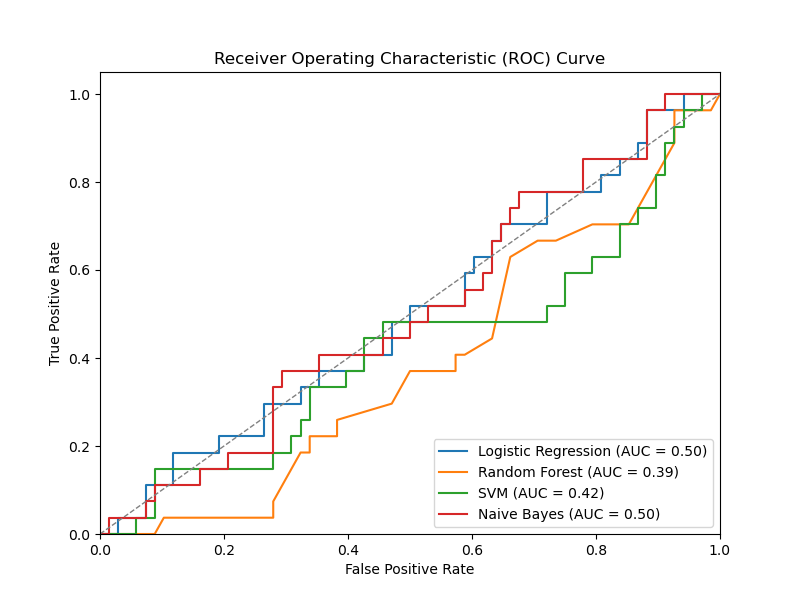 Receiver Operating Characteristic (ROC) Curve
True Positive Rate
1.0
0.8
0.6
0.4
0.2
0.0
Logistic Regression (AUC = 0.50)
Random Forest (AUC = 0.39)
SVM (AUC = 0.42)
Naive Bayes (AUC = 0.50)
0.0 0.2 0.4 0.6 0.8 1.0
False Positive Rate